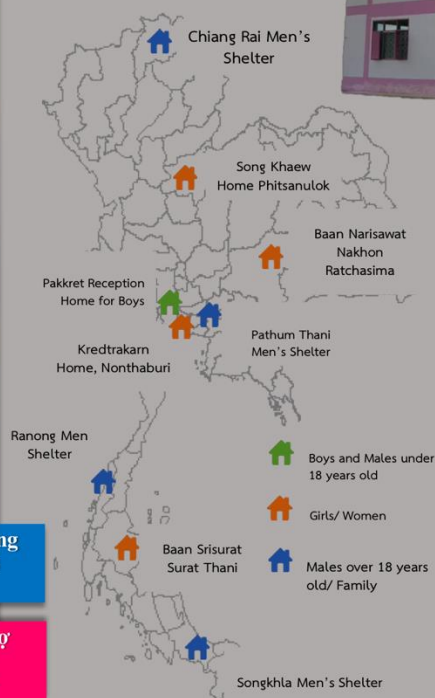 Chiang Rai Men's
Shelter
Song Khaew
Home Phitsanulok
Baan Narisawat
Nakhon
Ratchasima
Pakkret Reception
Home for Boys
Pathum Thani
Men's Shelter
Kredtrakarn
Home, Nonthaburi
Ranong Men
Shelter
Boys and Males under
18 years old
Girls/ Women
Baan Srisurat
Surat Thani
Males over 18 years
old/ Family
Songkhla Men's Shelter